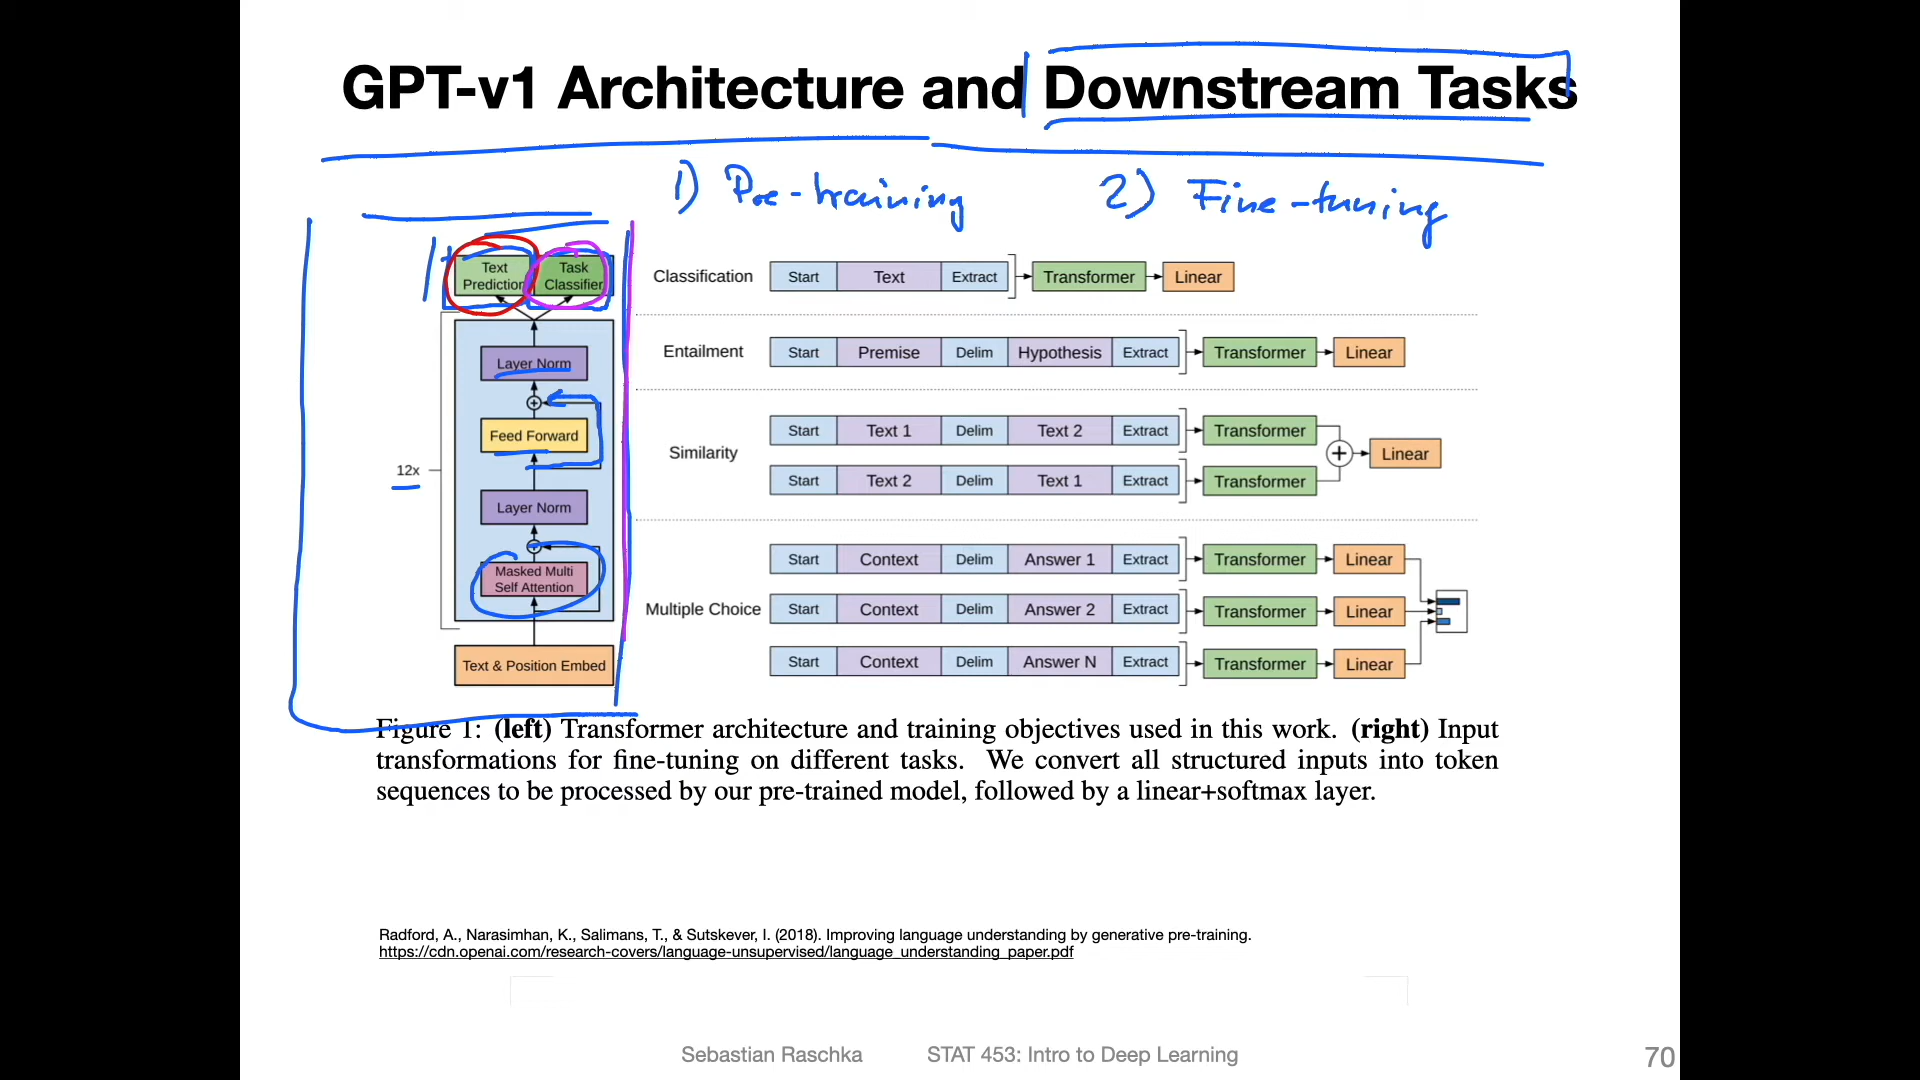 GPT-v1 Architecture and Downstream Tasks
1) Pre-training 2) Fine-tuning
Text Prediction
Task Classifier
Layer Norm
Feed Forward
12x
Layer Norm
Masked Multi Self Attention
Text & Position Embed
Classification Start Text Extract Transformer Linear
Entailment Start Premise Delim Hypothesis Extract Transformer Linear
Similarity
Start Text 1 Delim Text 2 Extract Transformer
Start Text 2 Delim Text 1 Extract Transformer
+ Linear
Start Context Delim Answer 1 Extract Transformer Linear
Multiple Choice Start Context Delim Answer 2 Extract Transformer Linear
Start Context Delim Answer N Extract Transformer Linear
Figure 1: (left) Transformer architecture and training objectives used in this work. (right) Input
transformations for fine-tuning on different tasks. We convert all structured inputs into token
sequences to be processed by our pre-trained model, followed by a linear+softmax layer.
Radford, A., Narasimhan, K., Salimans, T., & Sutskever, I. (2018). Improving language understanding by generative pre-training.
https://cdn.openai.com/research-covers/language-unsupervised/language_understanding_paper.pdf
Sebastian Raschka STAT 453: Intro to Deep Learning 70